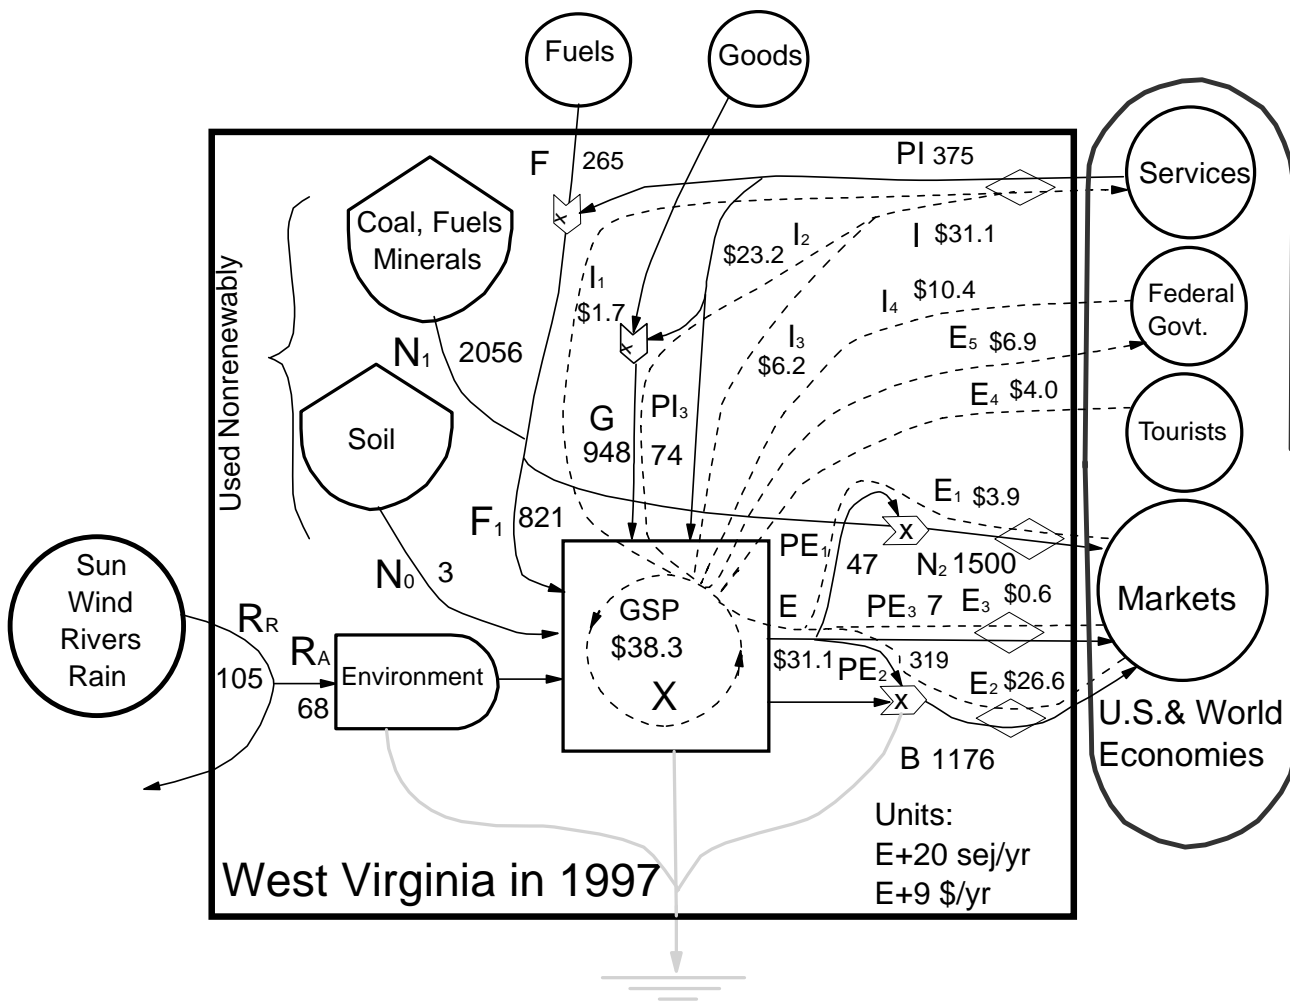 Fuels
Goods
F 265
PI 375
Services
Coal, Fuels
Minerals
I2
$23.2
I $31.1
I1
$1.7
I4 $10.4
Federal
Govt.
Used Nonrenewably
N1 2056
I3
$6.2
E5 $6.9
E4 $4.0
Soil
G
948
PI3
74
Tourists
E1 $3.9
F1 821
PE1
47
X
N2 1500
Sun
Wind
Rivers
Rain
N0 3
GSP
$38.3
X
E
PE3 7
E3 $0.6
Markets
RR
105
RA
68
Environment
$31.1
PE2
319
X
E2 $26.6
B 1176
U.S.& World
Economies
Units:
E+20 sej/yr
E+9 $/yr
West Virginia in 1997
x
x